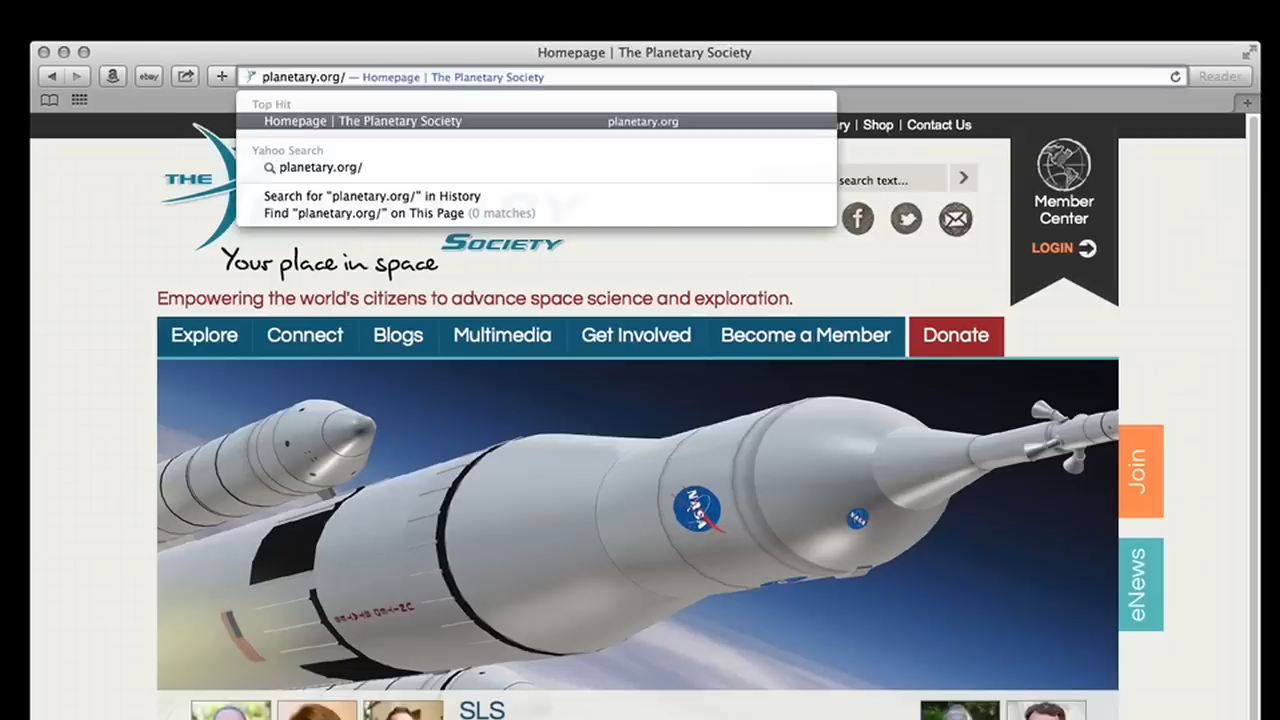 Homepage | The Planetary Society
ebay
planetary.org/ — Homepage | The Planetary Society
Reader
Top Hit
Homepage | The Planetary Society planetary.org
Yahoo Search
planetary.org/
Search for "planetary.org/" in History
Find "planetary.org/" on This Page (0 matches)
Shop | Contact Us
search text...
THE
SOCIETY
Your place in space
Member
Center
LOGIN
Empowering the world's citizens to advance space science and exploration.
Explore Connect Blogs Multimedia Get Involved Become a Member Donate
NASA
NASA
Join
eNews
SLS